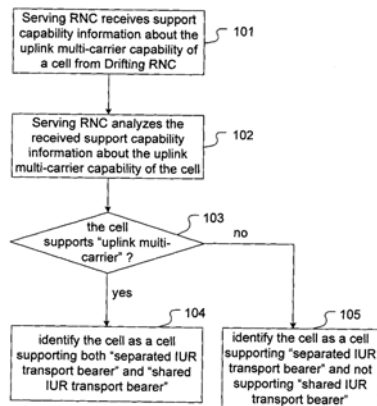 Serving RNC receives support
capability information about the
uplink multi-carrier capability of
a cell from Drifting RNC
101
Serving RNC analyzes the
received support capability
information about the uplink
multi-carrier capability of the cell
102
the cell
supports "uplink multi-
carrier" ?
103
no
yes
104
identify the cell as a cell
supporting both "separated IUR
transport bearer" and "shared
IUR transport bearer"
105
identify the cell as a cell
supporting "separated IUR
transport bearer" and not
supporting "shared IUR
transport bearer"